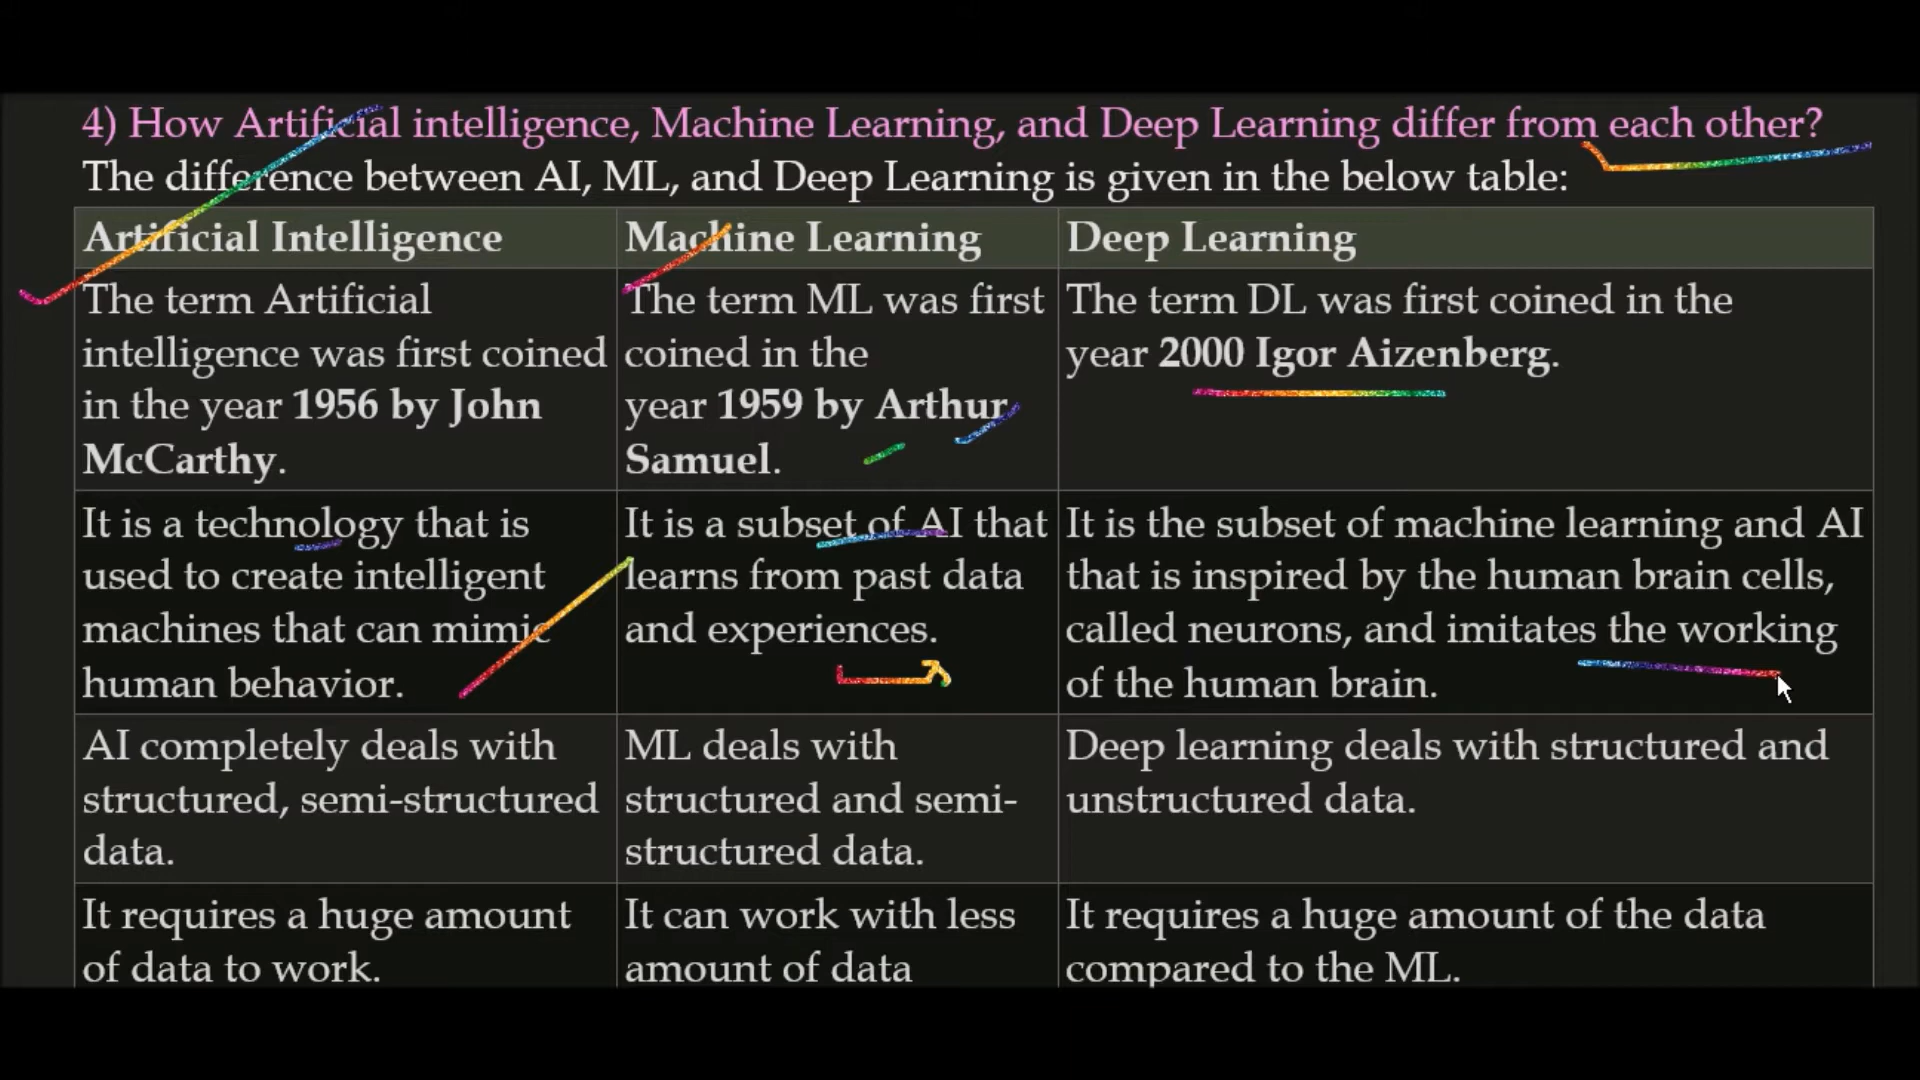 4) How Artificial intelligence, Machine Learning, and Deep Learning differ from each other?
The difference between AI, ML, and Deep Learning is given in the below table:
Artificial Intelligence
Machine Learning
Deep Learning
The term Artificial
intelligence was first coined
in the year 1956 by John
McCarthy.
The term ML was first
coined in the
year 1959 by Arthur
Samuel.
The term DL was first coined in the
year 2000 Igor Aizenberg.
It is a technology that is
used to create intelligent
machines that can mimic
human behavior.
It is a subset of AI that
learns from past data
and experiences.
It is the subset of machine learning and AI
that is inspired by the human brain cells,
called neurons, and imitates the working
of the human brain.
AI completely deals with
structured, semi-structured
data.
ML deals with
structured and semi-
structured data.
Deep learning deals with structured and
unstructured data.
It requires a huge amount
of data to work.
It can work with less
amount of data
It requires a huge amount of the data
compared to the ML.